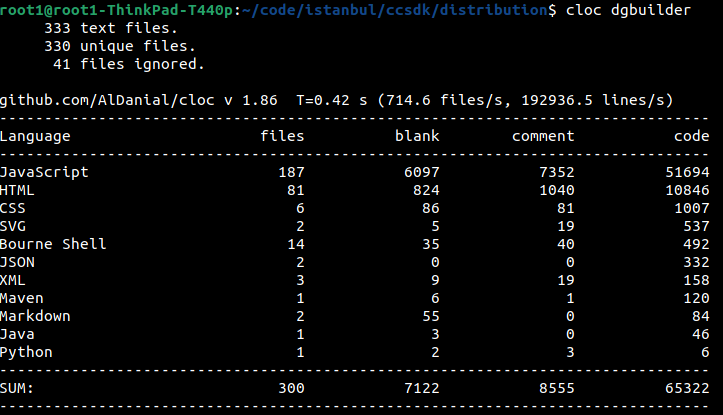 root1@root1-ThinkPad-T440p:~/code/istanbul/ccsdk/distribution$ cloc dgbuilder
     333 text files.
     330 unique files.
      41 files ignored.

github.com/AlDanial/cloc v 1.86  T=0.42 s (714.6 files/s, 192936.5 lines/s)
-------------------------------------------------------------------------------
Language                     files          blank        comment           code
-------------------------------------------------------------------------------
JavaScript                     187           6097           7352          51694
HTML                            81            824           1040          10846
CSS                              6             86             81           1007
SVG                              2              5             19            537
Bourne Shell                    14             35             40            492
JSON                             2              0              0            332
XML                              3              9             19            158
Maven                            1              6              1            120
Markdown                         2             55              0             84
Java                             1              3              0             46
Python                           1              2              3              6
-------------------------------------------------------------------------------
SUM:                           300           7122           8555          65322
-------------------------------------------------------------------------------